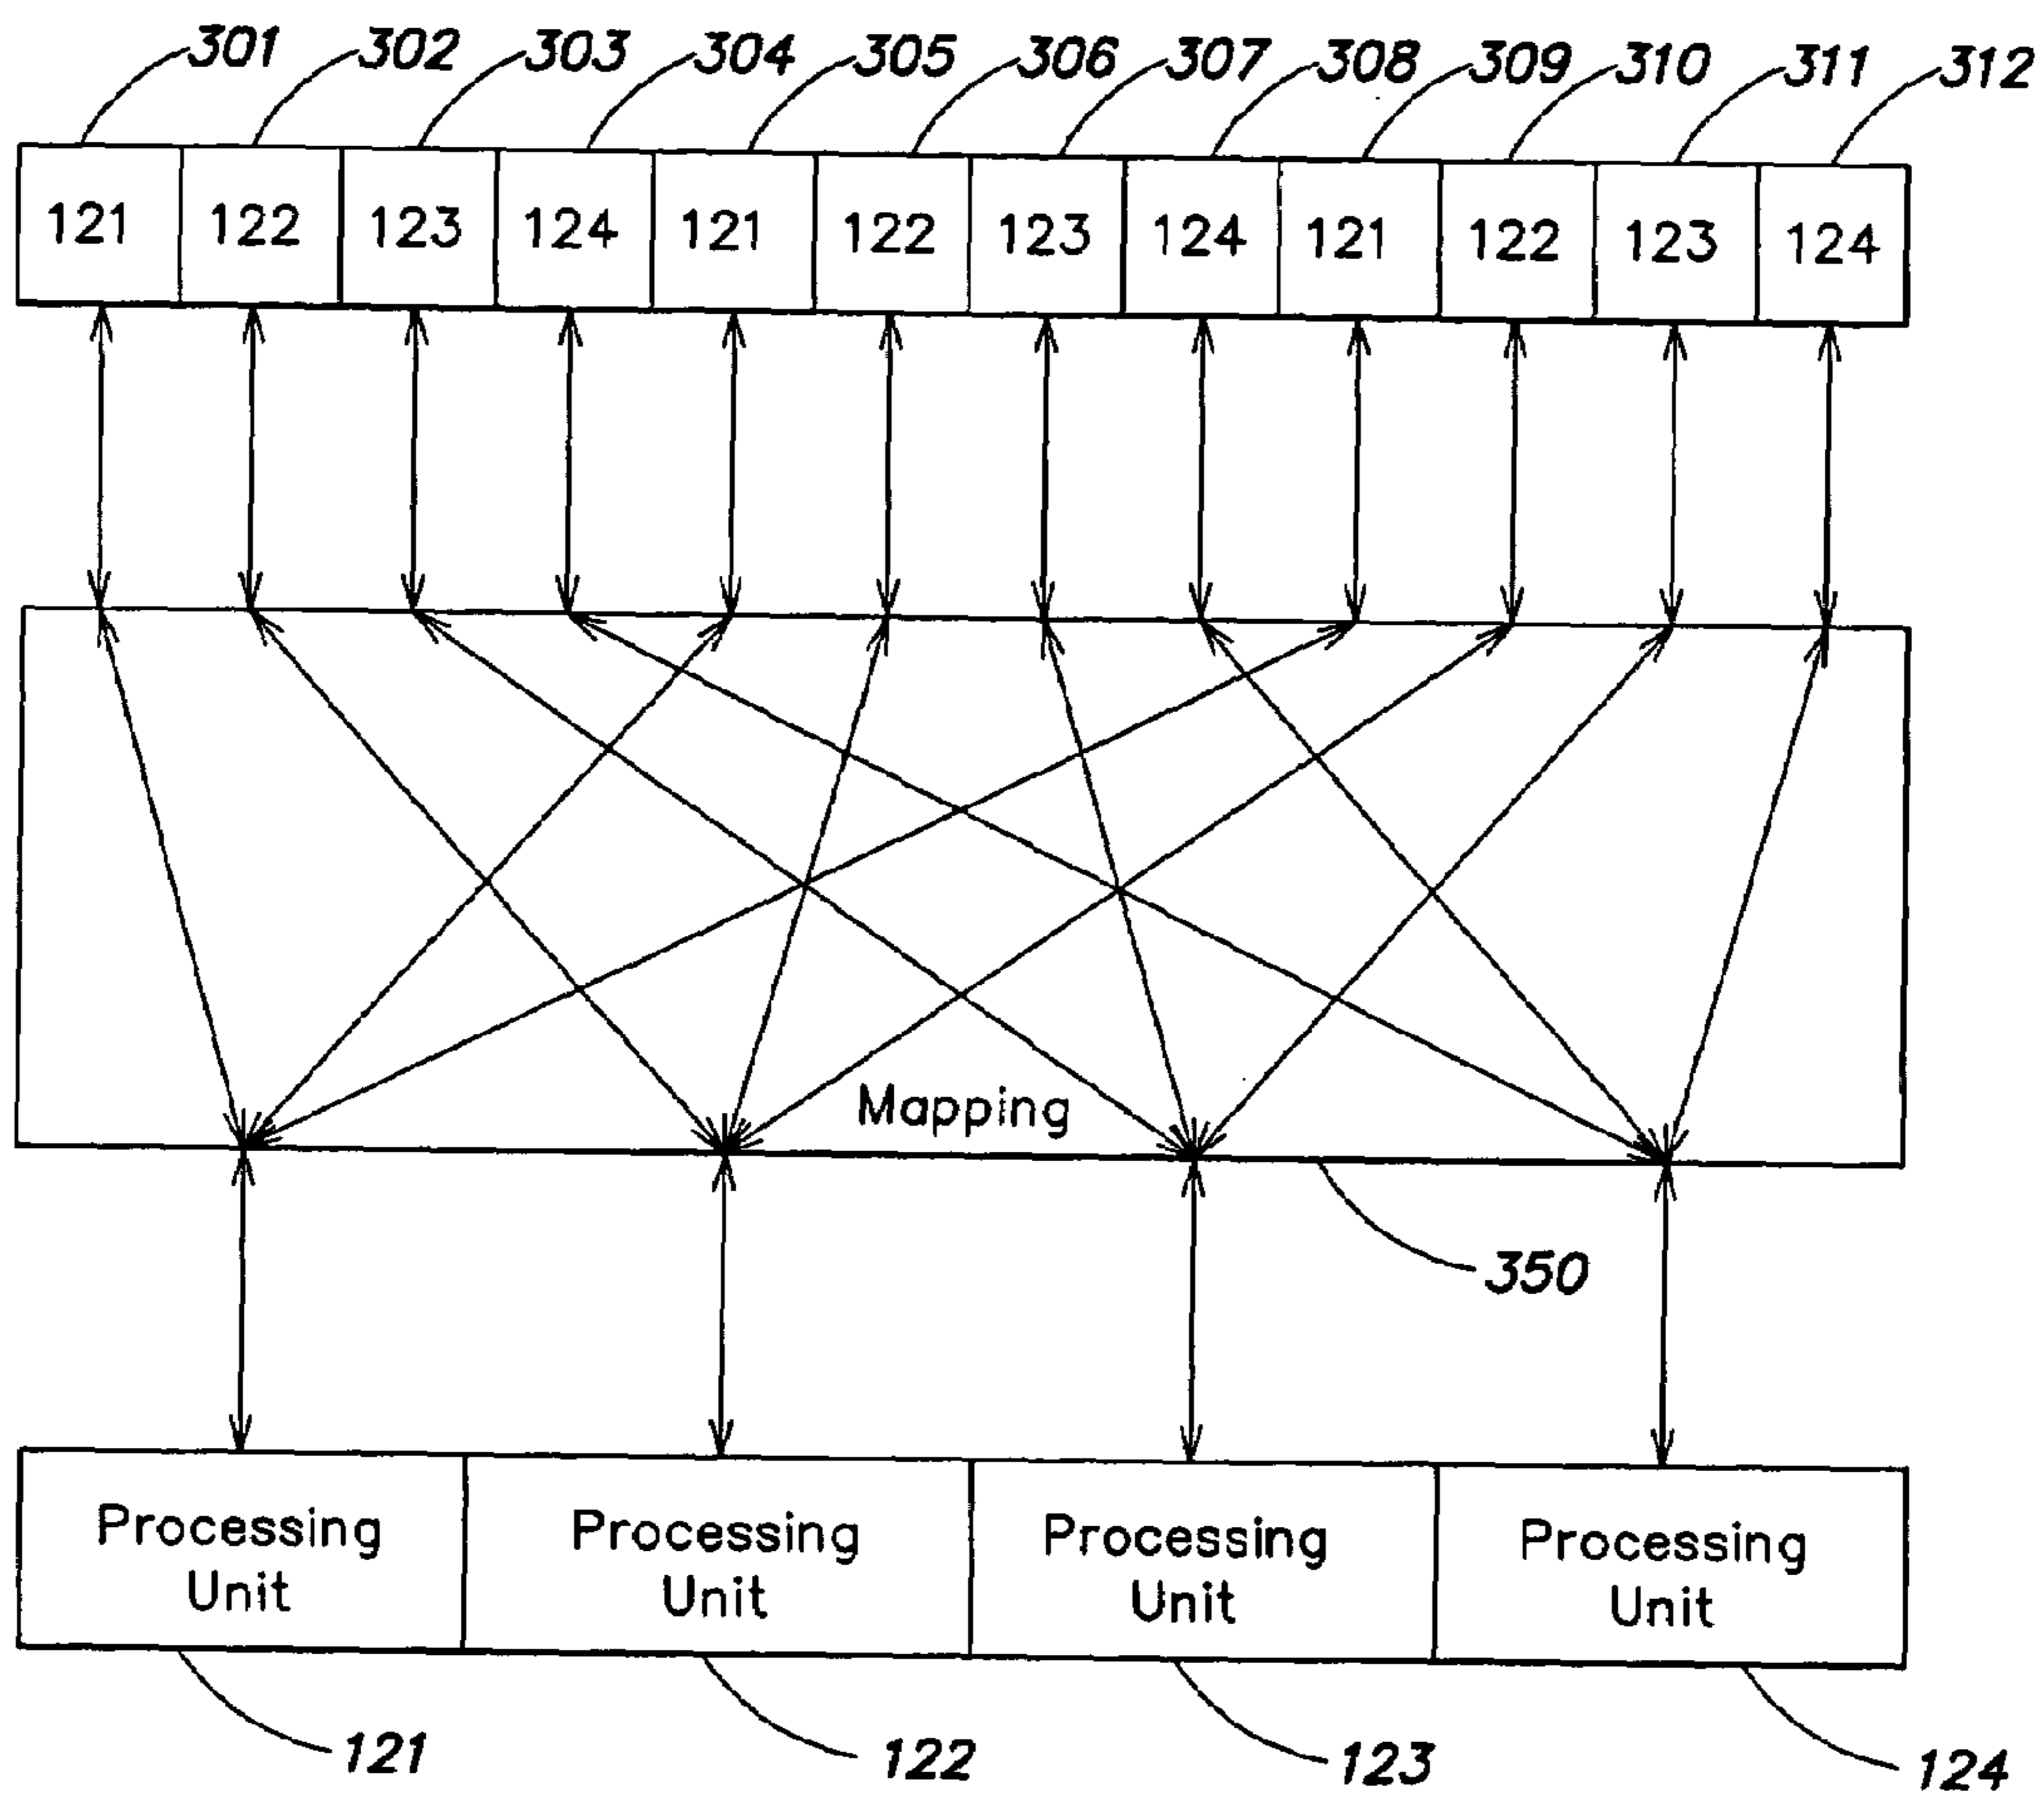 301 302 303 304 305 306 307 308 309 310 311 312
121 122 123 124 121 122 123 124 121 122 123 124
Mapping
350
Processing Processing Processing Processing
Unit Unit Unit Unit
121 122 123 124